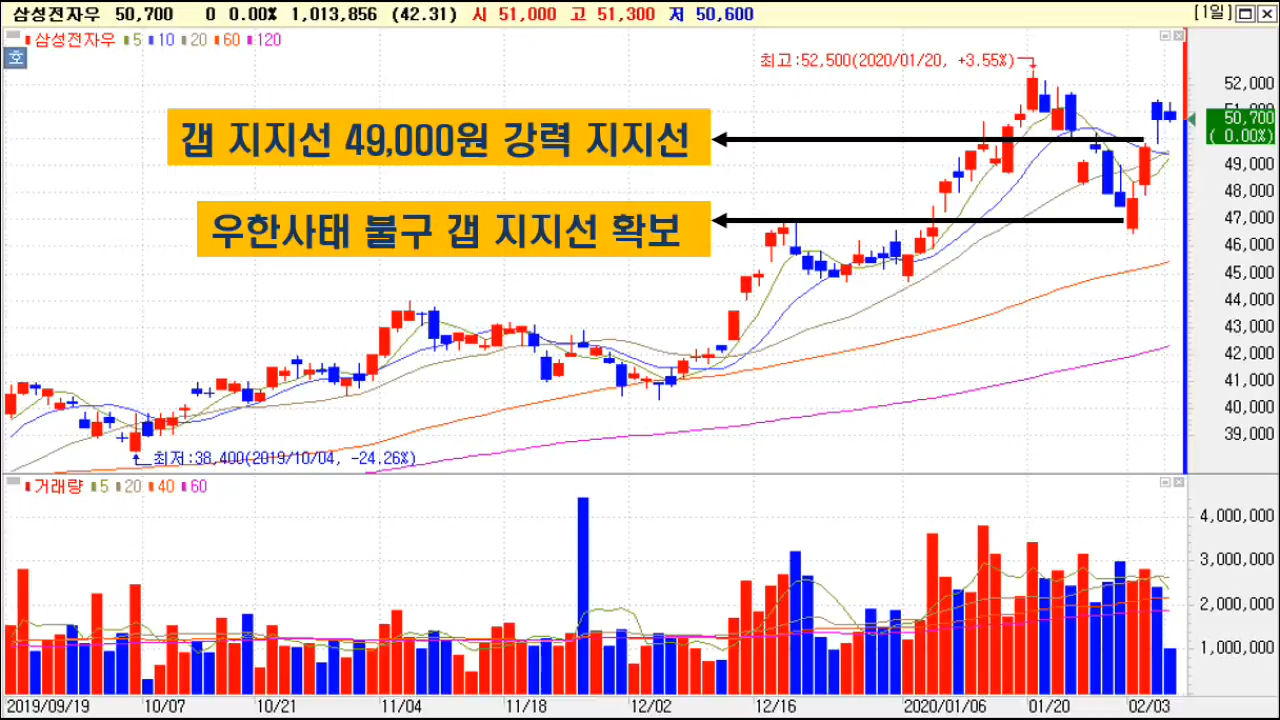 삼성전자우 50,700 0 0.00% 1,013,856 (42.31) 시 51,000 고 51,300 저 50,600 [1일]
삼성전자우 5 10 20 60 120
호
최고:52,500(2020/01/20, +3.55%)
52,000
51,000
50,700
( 0.00%)
갭 지지선 49,000원 강력 지지선
49,000
48,000
우한사태 불구 갭 지지선 확보
47,000
46,000
45,000
44,000
43,000
42,000
41,000
40,000
39,000
최저:38,400(2019/10/04, -24.26%)
거래량 5 20 40 60
4,000,000
3,000,000
2,000,000
1,000,000
2019/09/19 10/07 10/21 11/04 11/18 12/02 12/16 2020/01/06 01/20 02/03